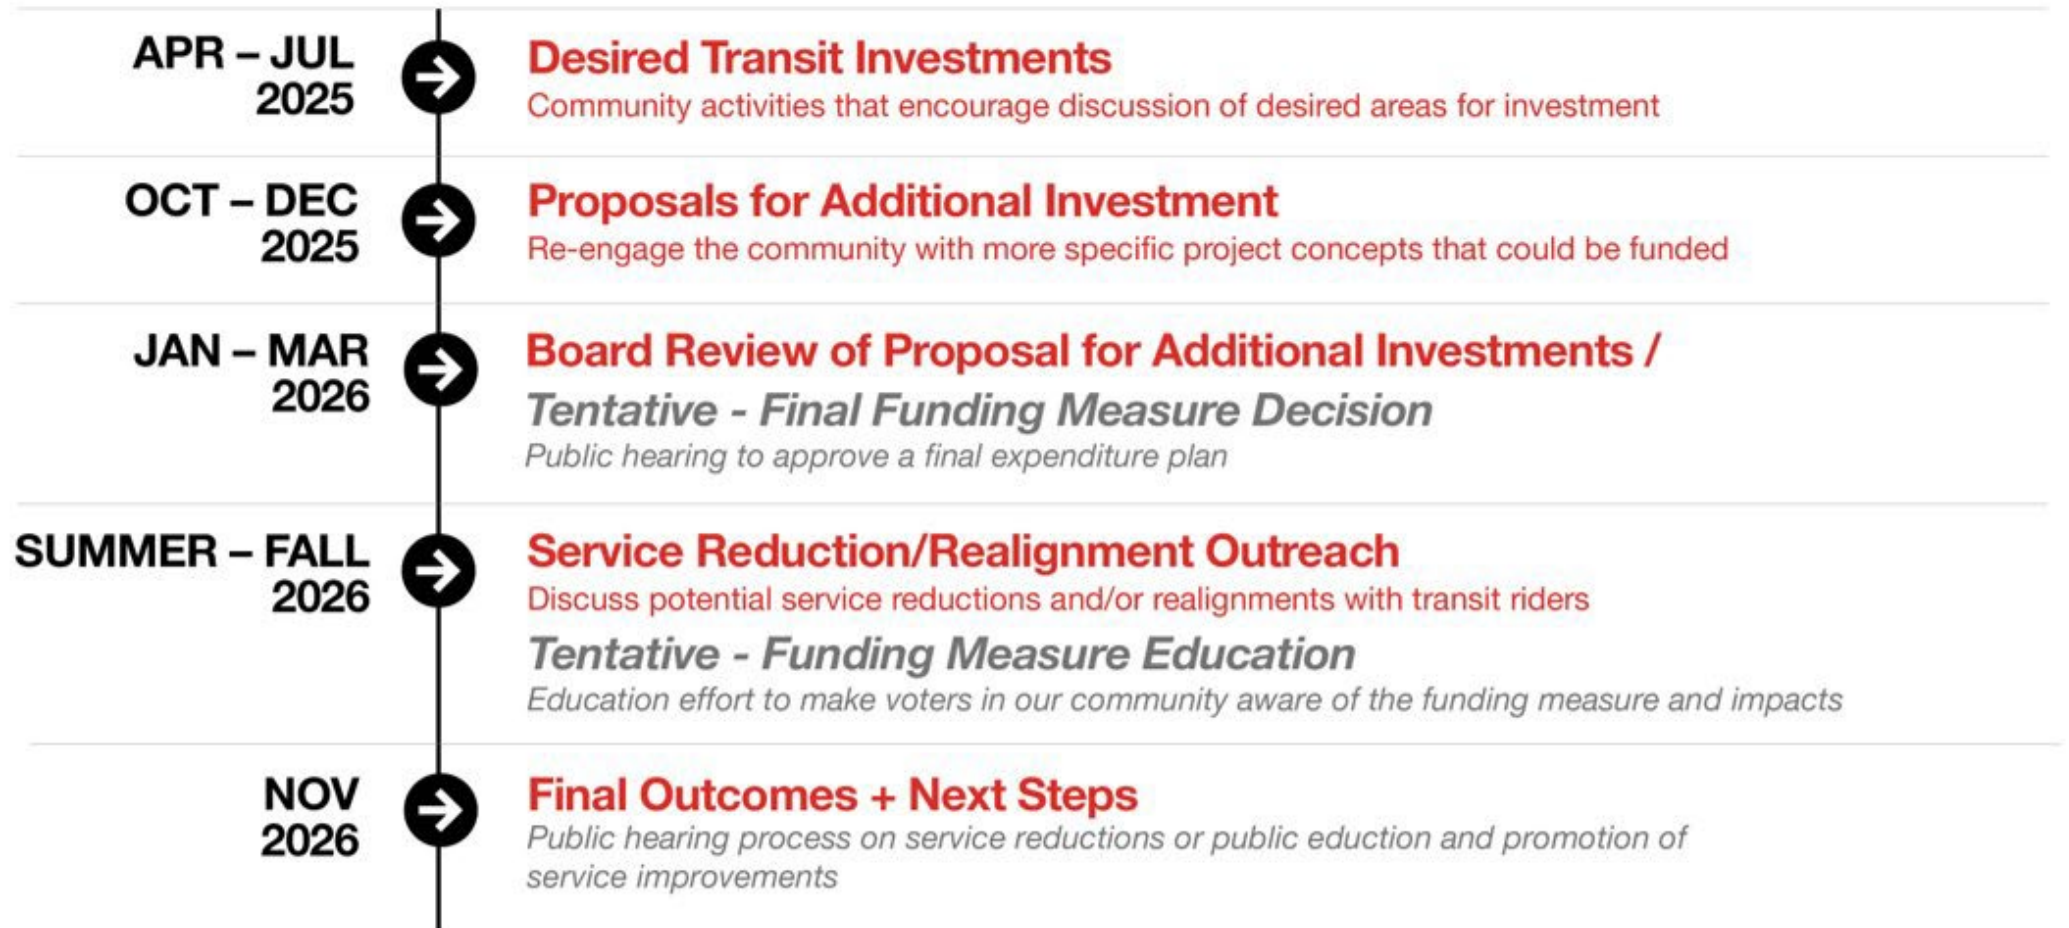 APR – JUL
2025
Desired Transit Investments
Community activities that encourage discussion of desired areas for investment
OCT – DEC
2025
Proposals for Additional Investment
Re-engage the community with more specific project concepts that could be funded
JAN – MAR
2026
Board Review of Proposal for Additional Investments /
Tentative - Final Funding Measure Decision
Public hearing to approve a final expenditure plan
SUMMER – FALL
2026
Service Reduction/Realignment Outreach
Discuss potential service reductions and/or realignments with transit riders
Tentative - Funding Measure Education
Education effort to make voters in our community aware of the funding measure and impacts
NOV
2026
Final Outcomes + Next Steps
Public hearing process on service reductions or public eduction and promotion of
service improvements